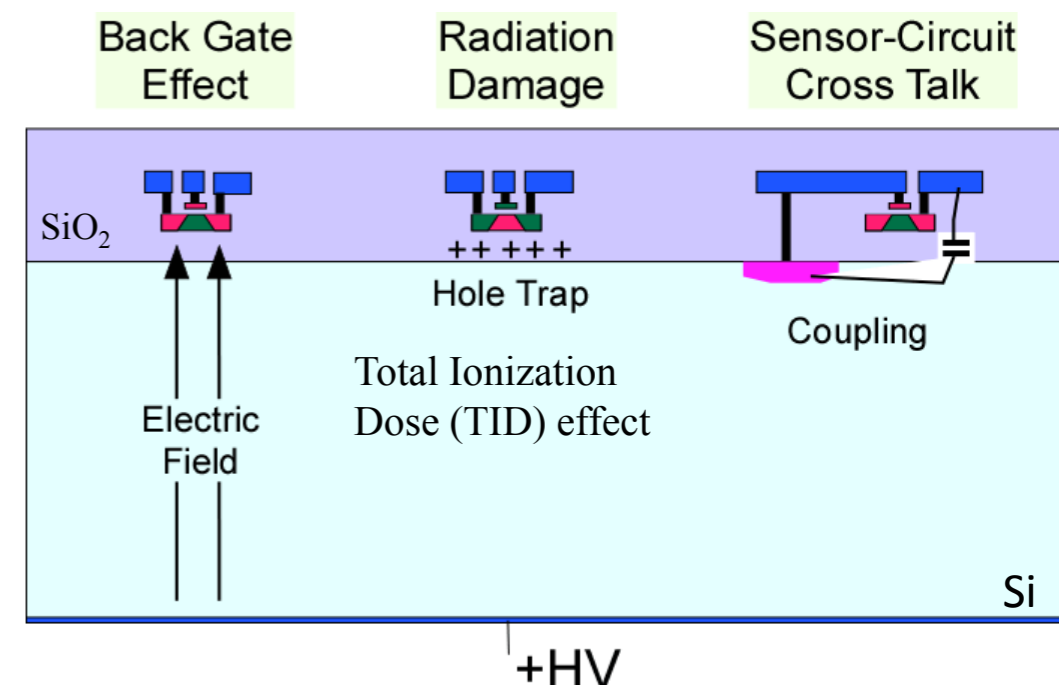 Back Gate
Effect
Radiation
Damage
Sensor-Circuit
Cross Talk
SiO₂
+ + + + +
Hole Trap
Coupling
Total Ionization
Dose (TID) effect
Electric
Field
Si
+HV